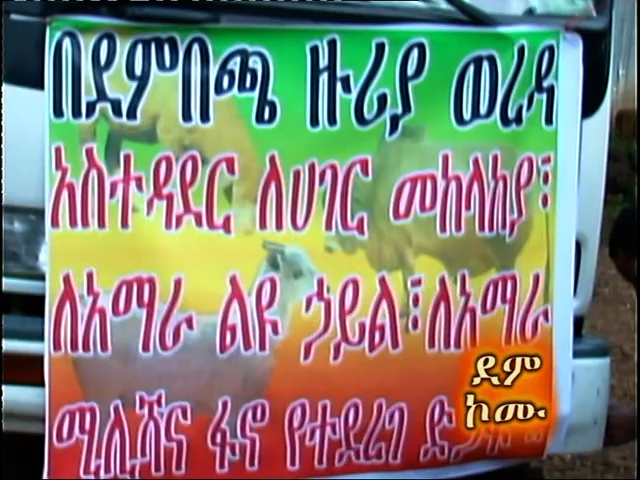 በደምበጫ ዙሪያ ወረዳ
አስተዳደር ለሀገር መከላከያ፣
ለአማራ ልዩ ኃይል፣ለአማራ
ሚሊሻና ፋኖ የተደረገ
ደም
ኮሙ